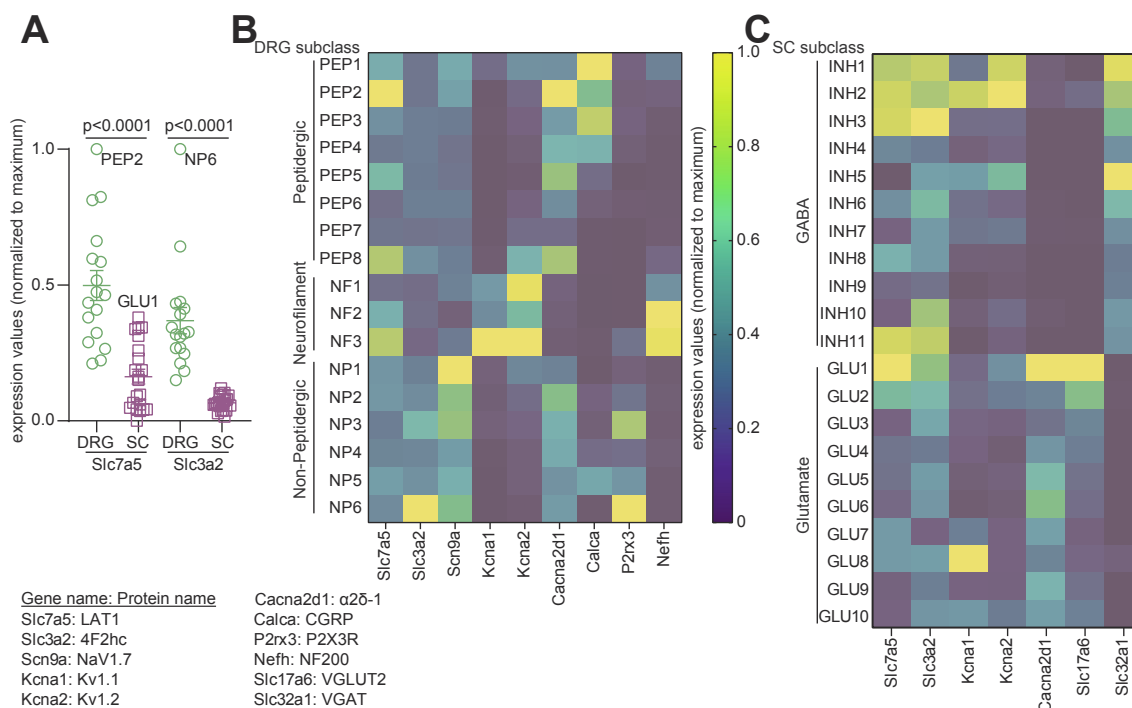 A
p<0.0001 p<0.0001
PEP2 NP6
1.0
GLU1
0.5
0.0
expression values (normalized to maximum)
DRG SC DRG SC
Slc7a5 Slc3a2
B
DRG subclass
PEP1
PEP2
PEP3
PEP4
PEP5
PEP6
PEP7
PEP8
NF1
NF2
NF3
NP1
NP2
NP3
NP4
NP5
NP6
Peptidergic
Neurofilament
Non-Peptidergic
Slc7a5
Slc3a2
Scn9a
Kcna1
Kcna2
Cacna2d1
Calca
P2rx3
Nefh
expression values (normalized to maximum)
1.0
0.8
0.6
0.4
0.2
0
C
SC subclass
INH1
INH2
INH3
INH4
INH5
INH6
INH7
INH8
INH9
INH10
INH11
GLU1
GLU2
GLU3
GLU4
GLU5
GLU6
GLU7
GLU8
GLU9
GLU10
GABA
Glutamate
Slc7a5
Slc3a2
Kcna1
Kcna2
Cacna2d1
Slc17a6
Slc32a1
Gene name: Protein name
Slc7a5: LAT1
Slc3a2: 4F2hc
Scn9a: NaV1.7
Kcna1: Kv1.1
Kcna2: Kv1.2
Cacna2d1: α2δ-1
Calca: CGRP
P2rx3: P2X3R
Nefh: NF200
Slc17a6: VGLUT2
Slc32a1: VGAT